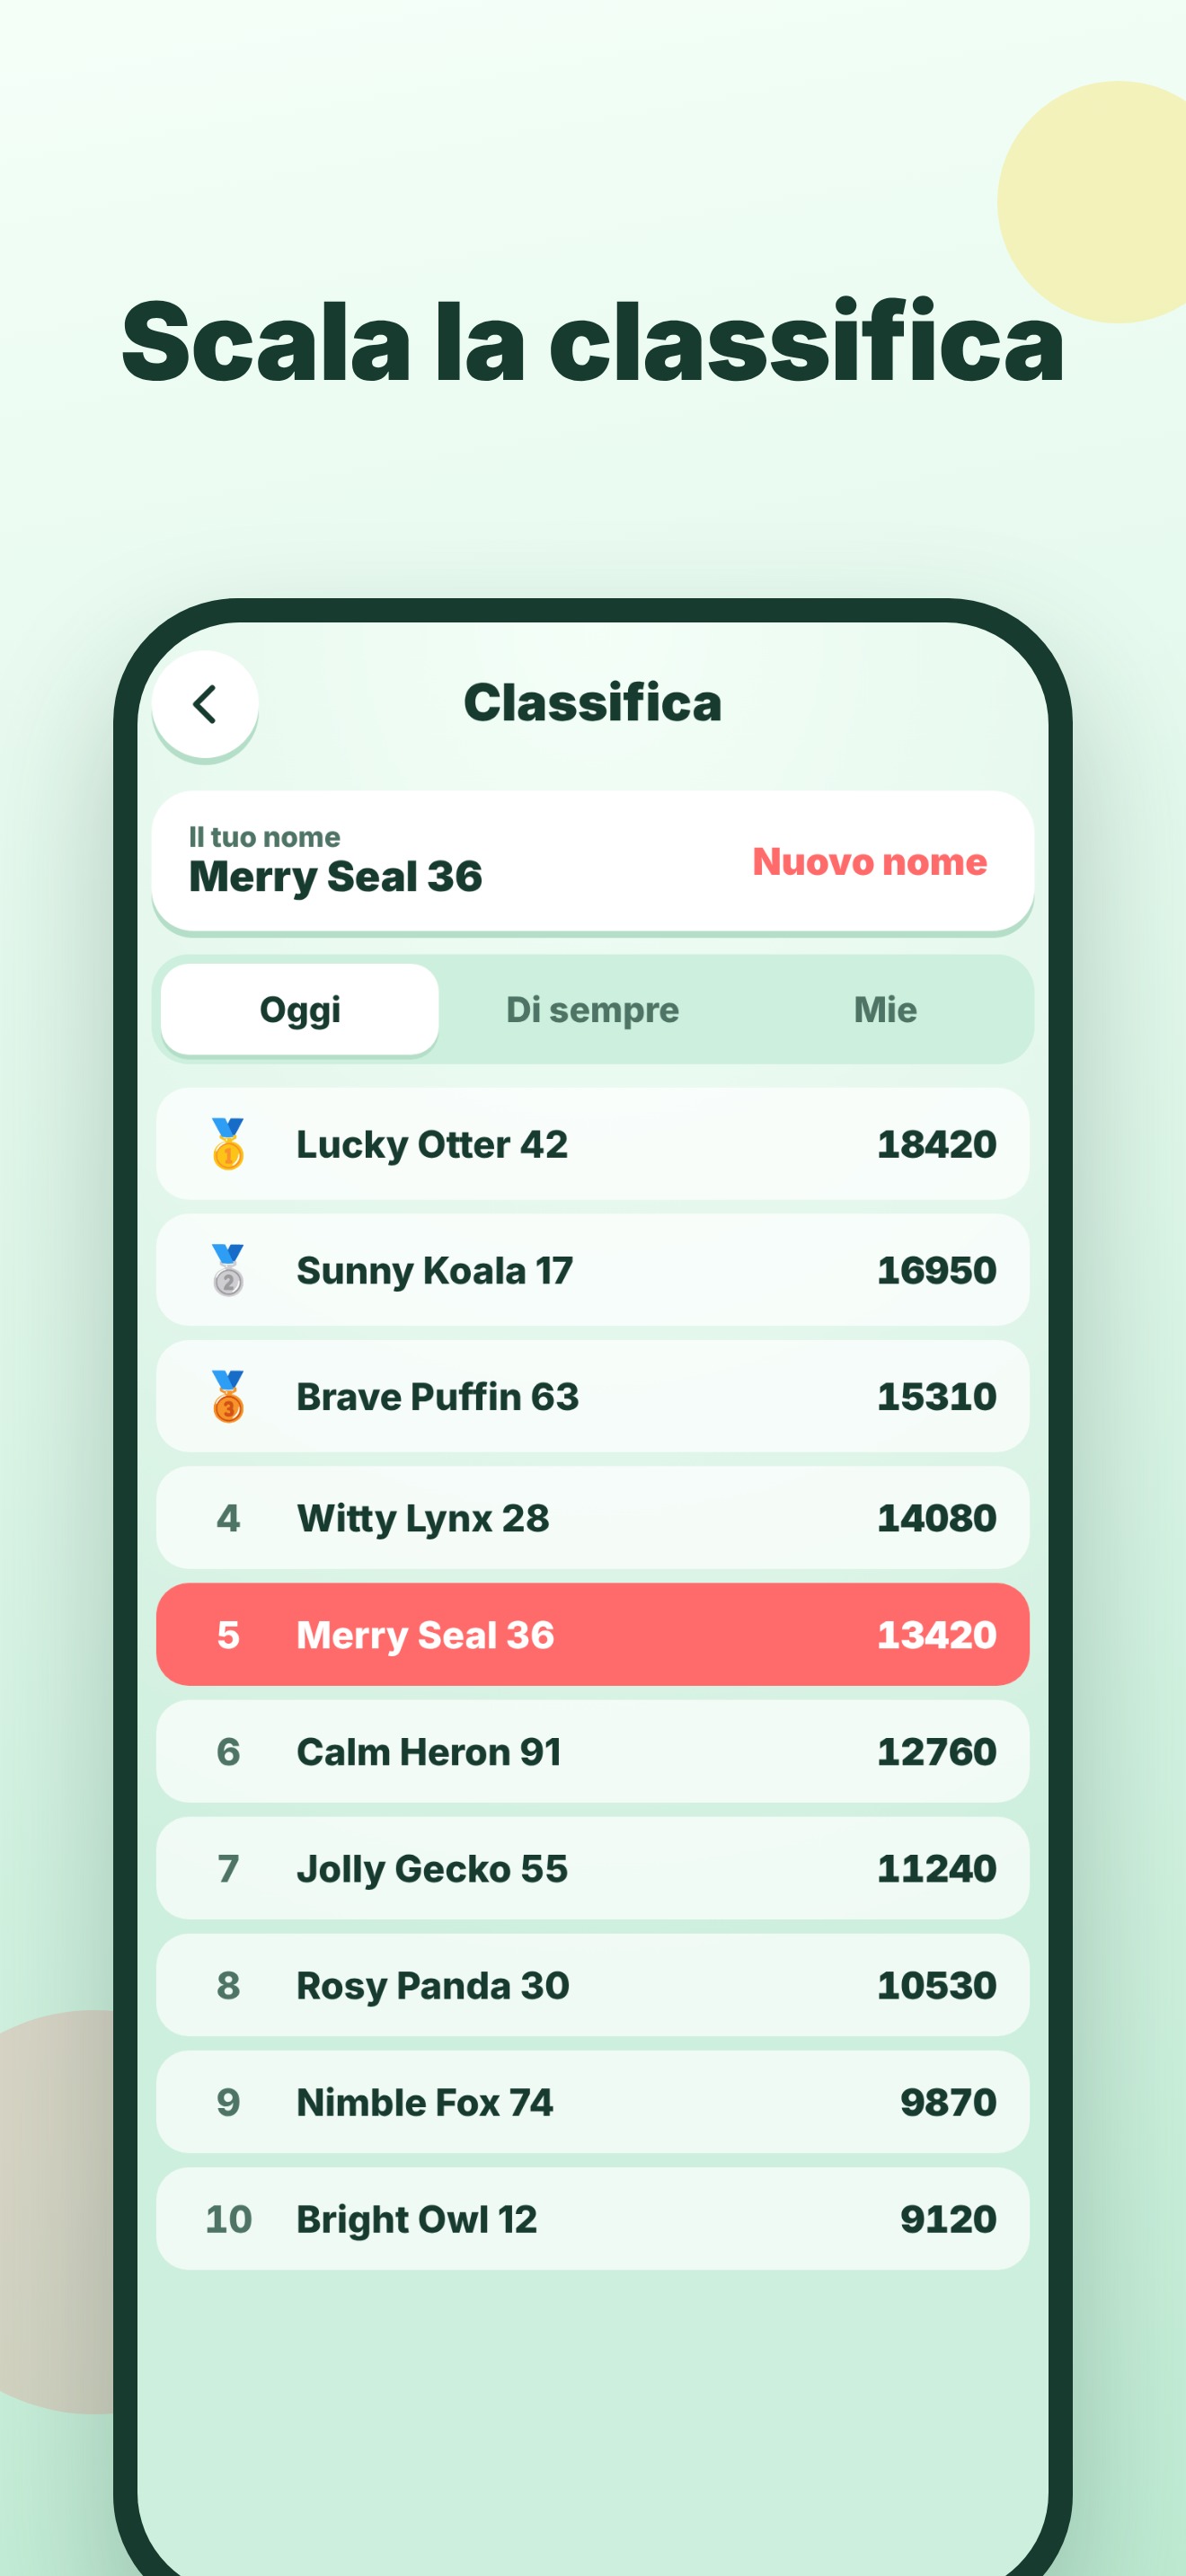 Scala la classifica
Classifica
Il tuo nome
Merry Seal 36
Nuovo nome
Oggi Di sempre Mie
1 Lucky Otter 42 18420
2 Sunny Koala 17 16950
3 Brave Puffin 63 15310
4 Witty Lynx 28 14080
5 Merry Seal 36 13420
6 Calm Heron 91 12760
7 Jolly Gecko 55 11240
8 Rosy Panda 30 10530
9 Nimble Fox 74 9870
10 Bright Owl 12 9120